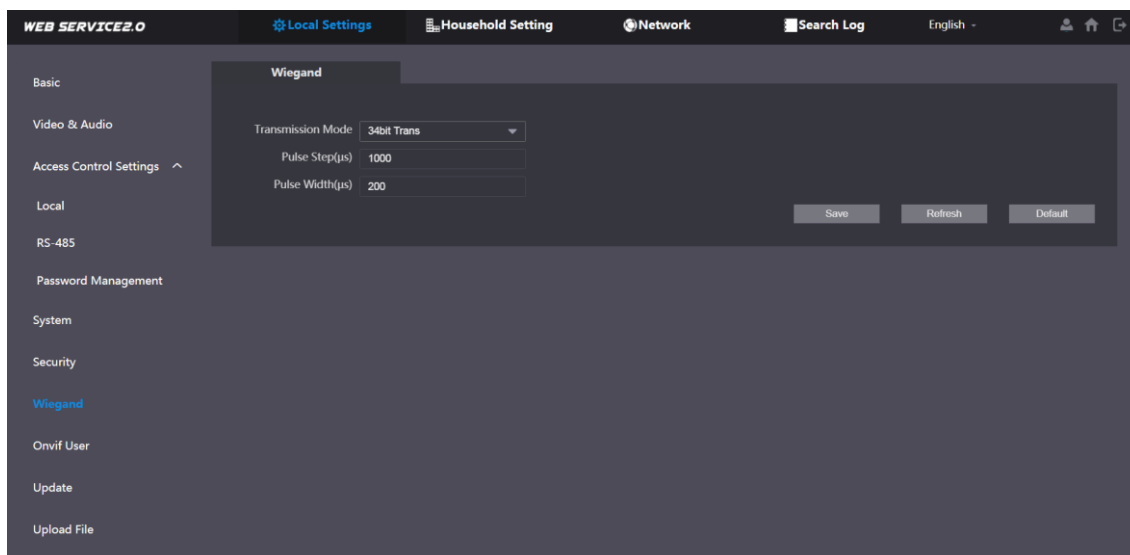 WEB SERVICE2.0
Local Settings
Household Setting
Network
Search Log
English
Basic
Video & Audio
Access Control Settings
Local
RS-485
Password Management
System
Security
Wiegand
Onvif User
Update
Upload File
Wiegand
Transmission Mode 34bit Trans
Pulse Step(μs) 1000
Pulse Width(μs) 200
Save Refresh Default